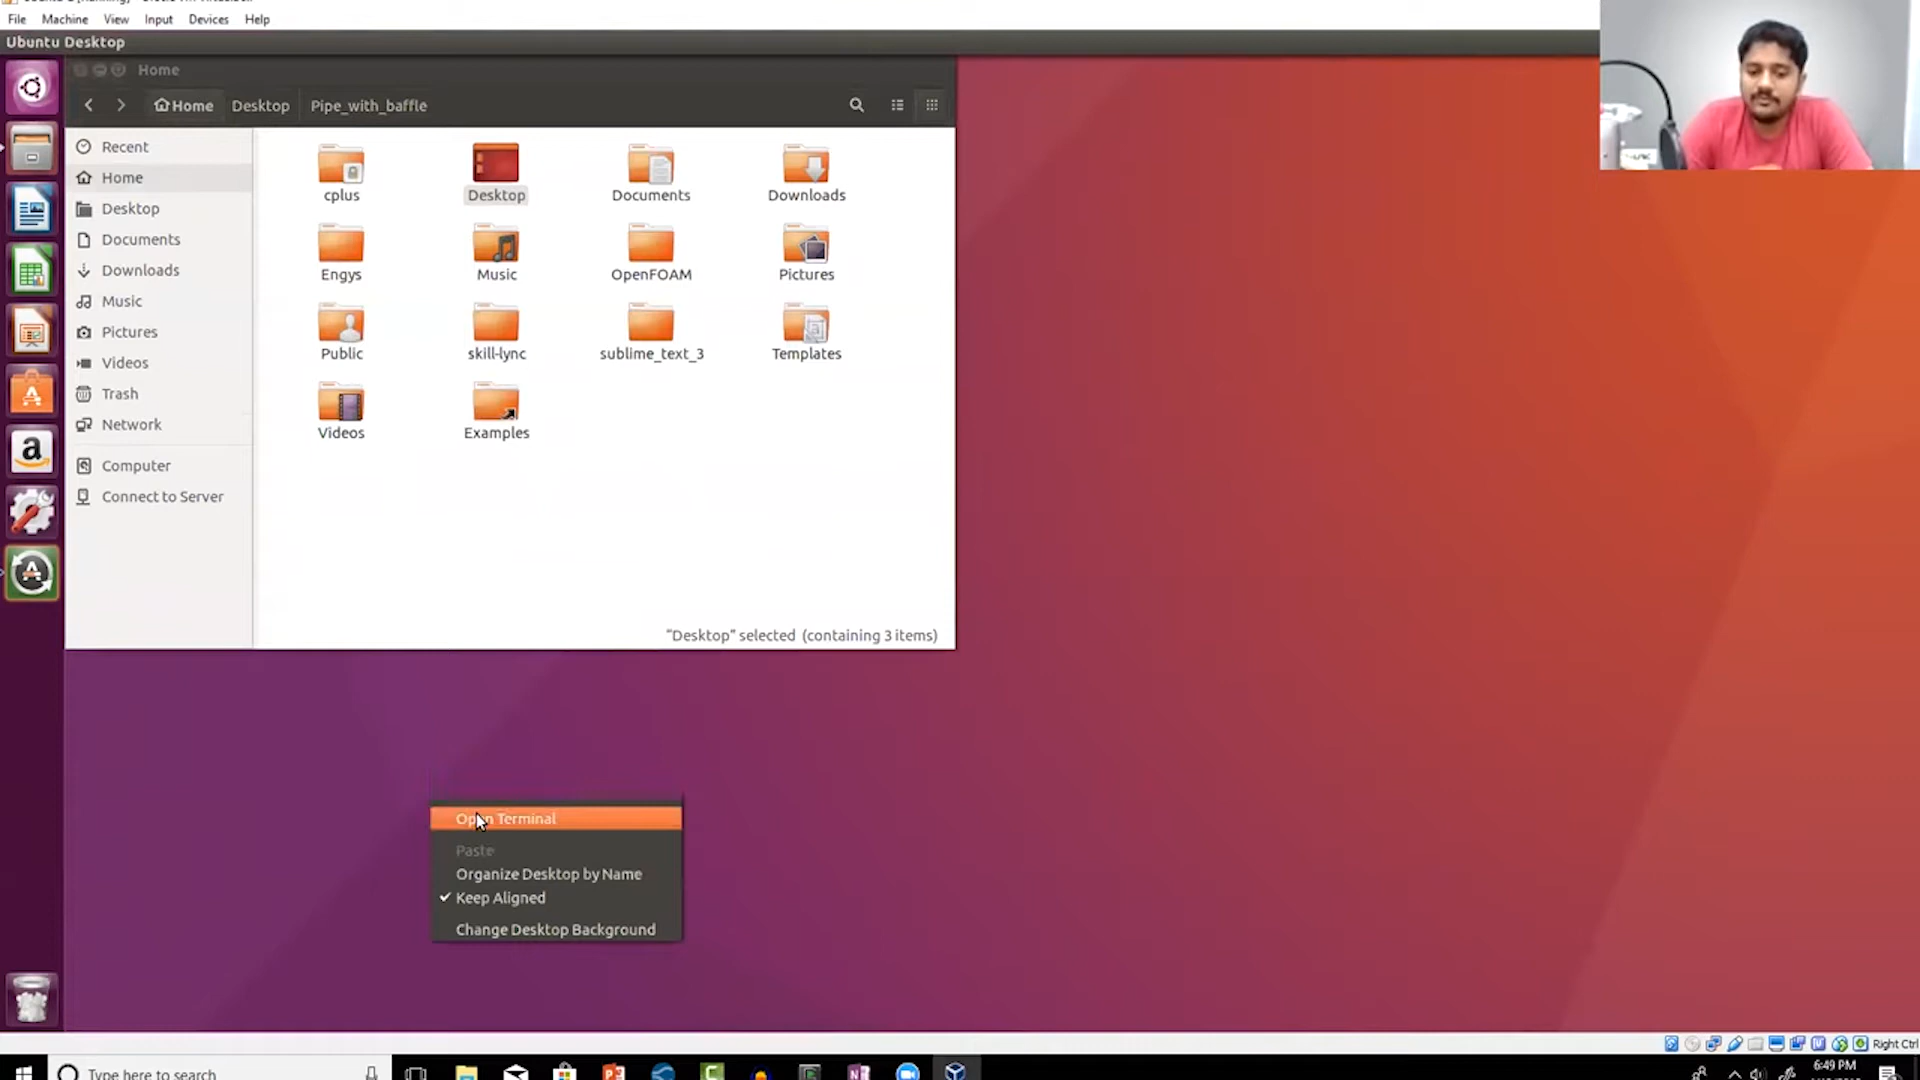 File Machine View Input Devices Help
Ubuntu Desktop
Home
Home Desktop Pipe_with_baffle
Recent
Home
Desktop
Documents
Downloads
Music
Pictures
Videos
Trash
Network
Computer
Connect to Server
cplus Desktop Documents Downloads
Engys Music OpenFOAM Pictures
Public skill-lync sublime_text_3 Templates
Videos Examples
"Desktop" selected (containing 3 items)
Open Terminal
Paste
Organize Desktop by Name
Keep Aligned
Change Desktop Background
Right Ctrl
Type here to search
6:49 PM